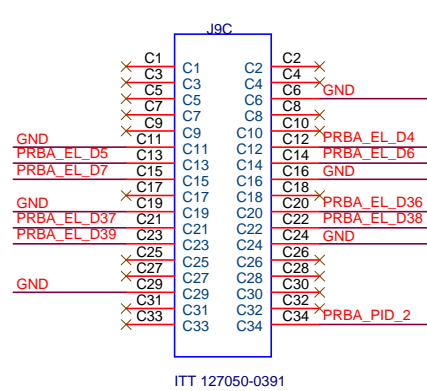 J9C
C1 C2
C1 C2
C3 C4
C3 C4
C5 C6 GND
C5 C6
C7 C8
C7 C8
C9 C10
C9 C10
GND C11 C12 PRBA_EL_D4
C11 C12
PRBA_EL_D5 C13 C14 PRBA_EL_D6
C13 C14
PRBA_EL_D7 C15 C16 GND
C15 C16
C17 C18
C17 C18
GND C19 C20 PRBA_EL_D36
C19 C20
PRBA_EL_D37 C21 C22 PRBA_EL_D38
C21 C22
PRBA_EL_D39 C23 C24 GND
C23 C24
C25 C26
C25 C26
C27 C28
C27 C28
GND C29 C30
C29 C30
C31 C32
C31 C32
C33 C34 PRBA_PID_2
C33 C34
ITT 127050-0391